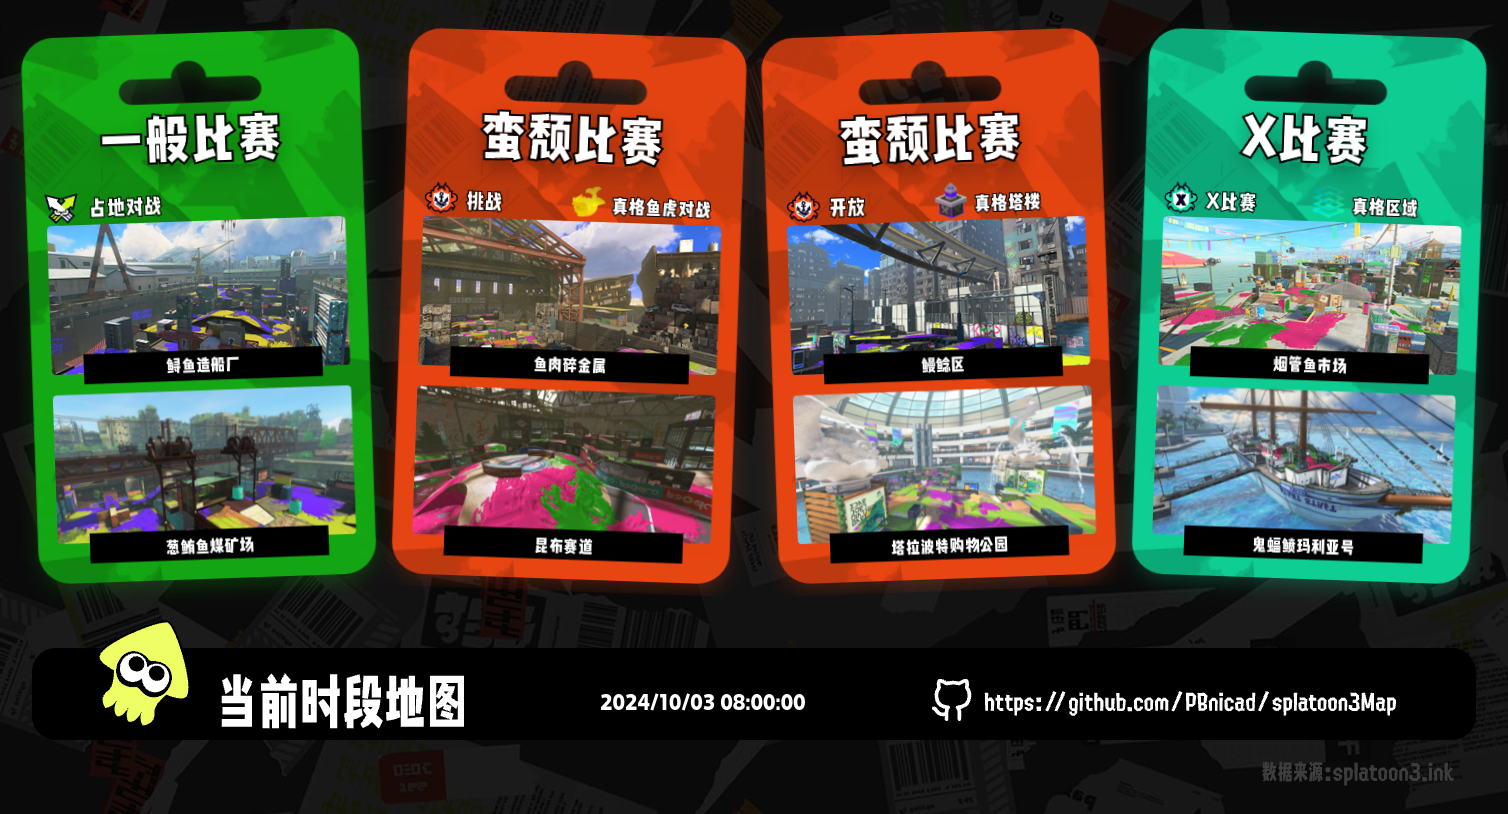 一般比赛
占地对战
鲟鱼造船厂
葱鲔鱼煤矿场
蛮颓比赛
挑战
真格鱼虎对战
鱼肉碎金属
昆布赛道
蛮颓比赛
开放
真格塔楼
鳗鲶区
塔拉波特购物公园
X比赛
X比赛
真格区域
烟管鱼市场
鬼蝠鲼玛利亚号
当前时段地图
2024/10/03 08:00:00
https://github.com/PBnicad/splatoon3Map
数据来源:splatoon3.ink